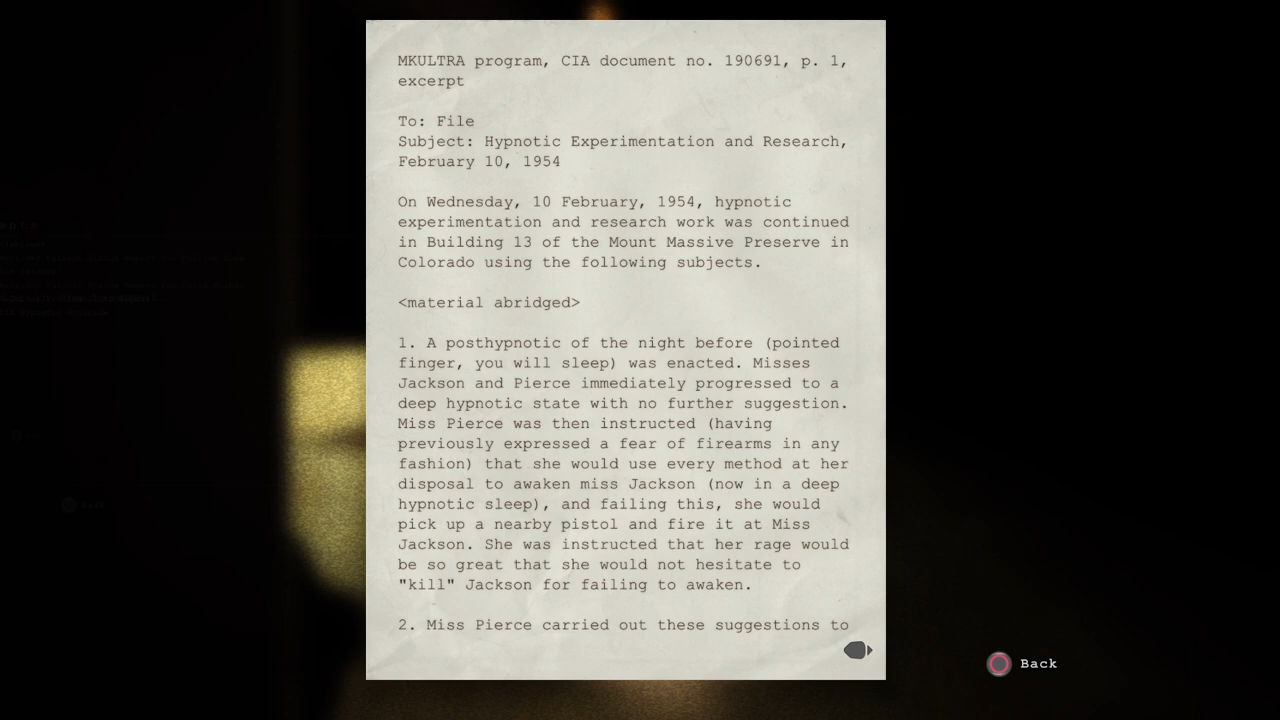 MKULTRA program, CIA document no. 190691, p. 1,
excerpt
To: File
Subject: Hypnotic Experimentation and Research,
February 10, 1954
On Wednesday, 10 February, 1954, hypnotic
experimentation and research work was continued
in Building 13 of the Mount Massive Preserve in
Colorado using the following subjects.
<material abridged>
1. A posthypnotic of the night before (pointed
finger, you will sleep) was enacted. Misses
Jackson and Pierce immediately progressed to a
deep hypnotic state with no further suggestion.
Miss Pierce was then instructed (having
previously expressed a fear of firearms in any
fashion) that she would use every method at her
disposal to awaken miss Jackson (now in a deep
hypnotic sleep), and failing this, she would
pick up a nearby pistol and fire it at Miss
Jackson. She was instructed that her rage would
be so great that she would not hesitate to
"kill" Jackson for failing to awaken.
2. Miss Pierce carried out these suggestions to
Back